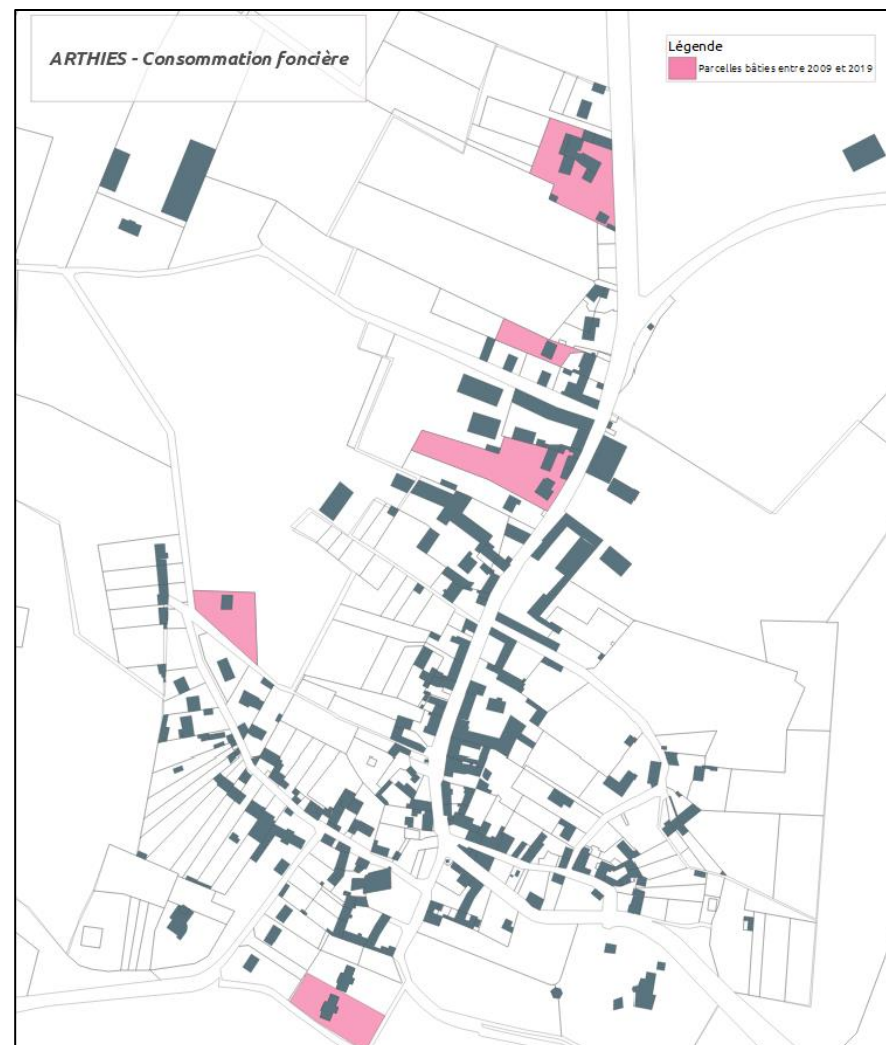 ARTHIES - Consommation foncière
Légende
Parcelles bâties entre 2009 et 2019